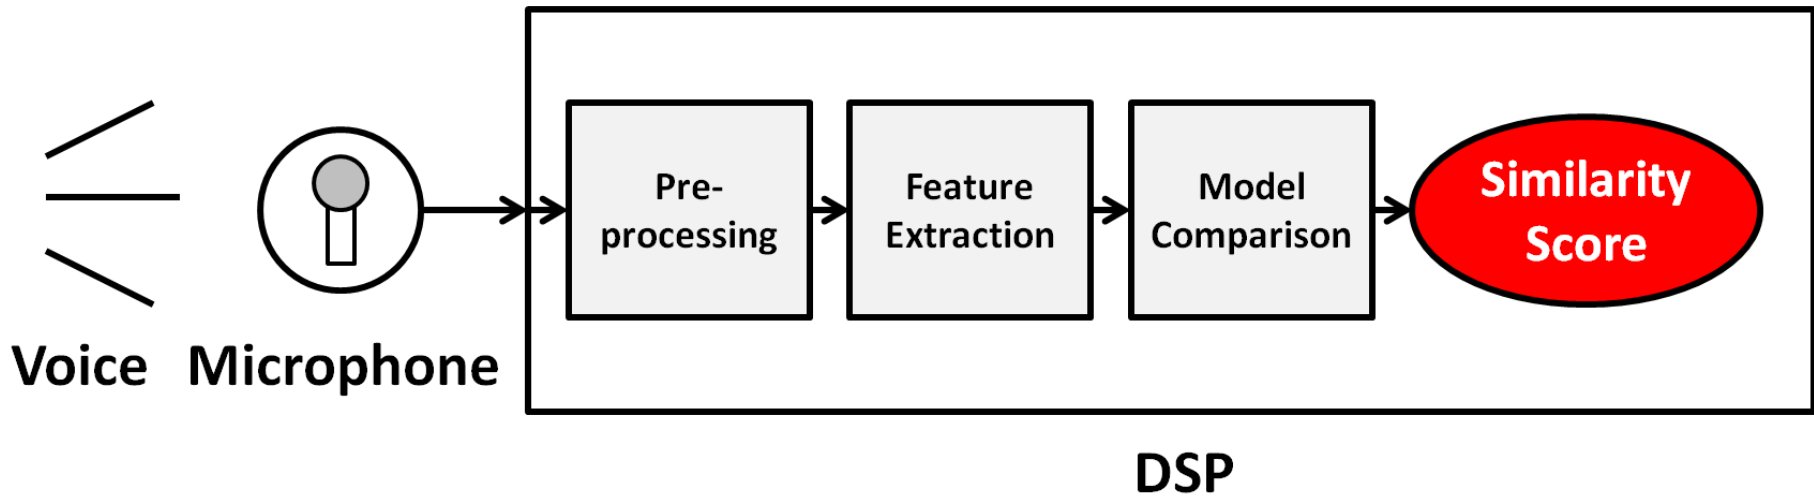 Voice
Microphone
Pre-
processing
Feature
Extraction
Model
Comparison
Similarity
Score
DSP